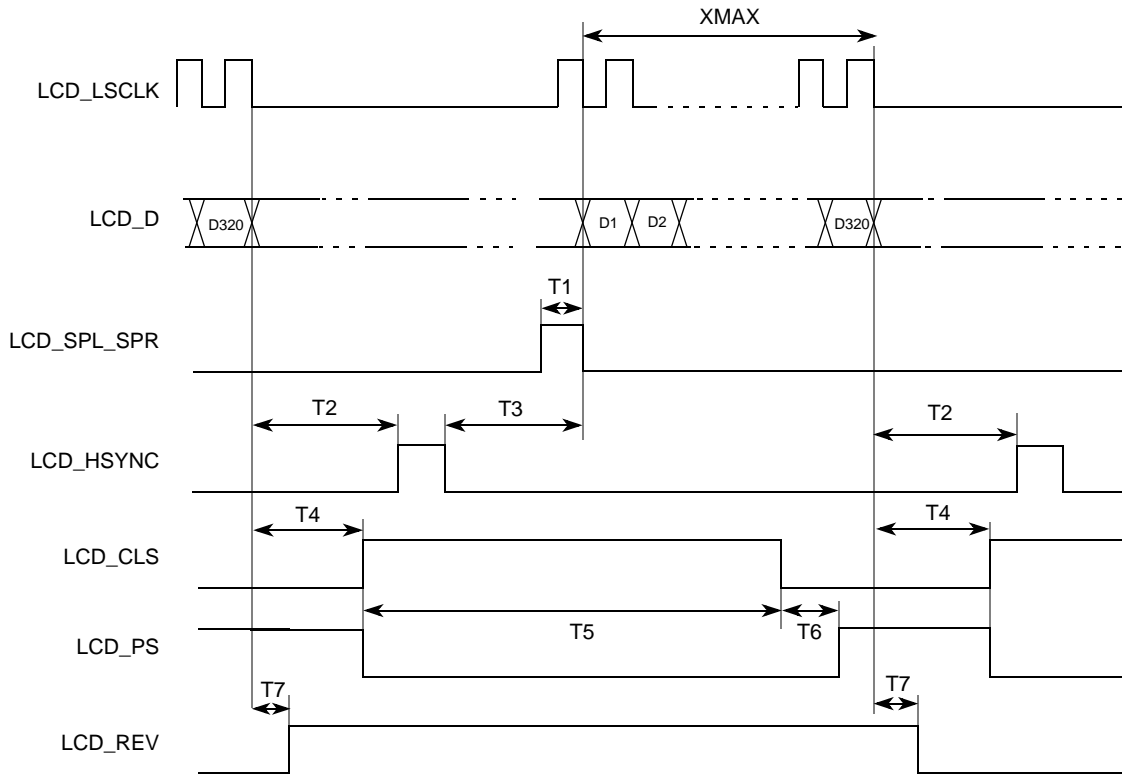 XMAX
LCD_LSCLK
LCD_D
D320
D1
D2
D320
T1
LCD_SPL_SPR
T2
T3
T2
LCD_HSYNC
T4
T4
LCD_CLS
T5
T6
LCD_PS
T7
T7
LCD_REV